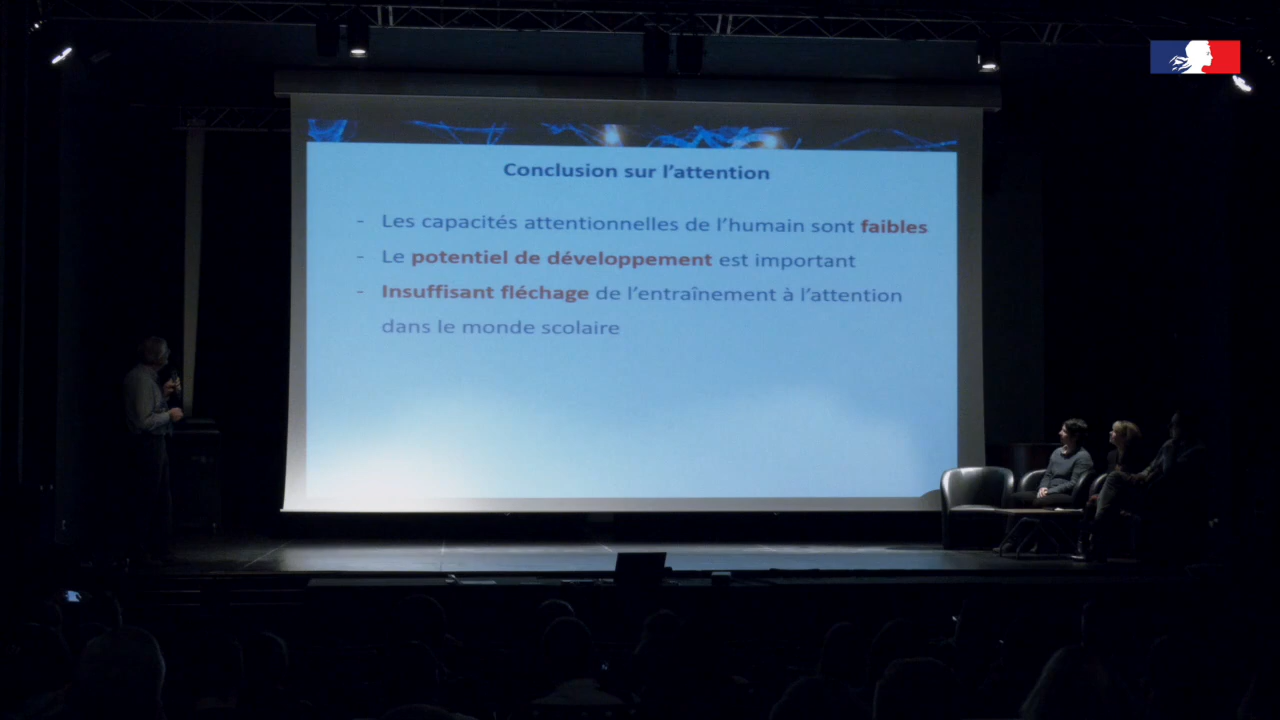 Conclusion sur l'attention
- Les capacités attentionnelles de l'humain sont faibles
- Le potentiel de développement est important
- Insuffisant fléchage de l'entraînement à l'attention
dans le monde scolaire